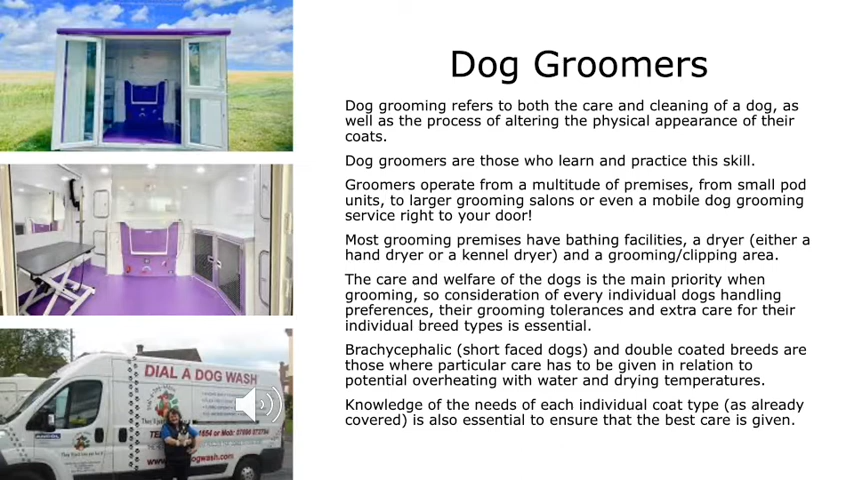 Dog Groomers
Dog grooming refers to both the care and cleaning of a dog, as
well as the process of altering the physical appearance of their
coats.
Dog groomers are those who learn and practice this skill.
Groomers operate from a multitude of premises, from small pod
units, to larger grooming salons or even a mobile dog grooming
service right to your door!
Most grooming premises have bathing facilities, a dryer (either a
hand dryer or a kennel dryer) and a grooming/clipping area.
The care and welfare of the dogs is the main priority when
grooming, so consideration of every individual dogs handling
preferences, their grooming tolerances and extra care for their
individual breed types is essential.
Brachycephalic (short faced dogs) and double coated breeds are
those where particular care has to be given in relation to
potential overheating with water and drying temperatures.
Knowledge of the needs of each individual coat type (as already
covered) is also essential to ensure that the best care is given.
DIAL A DOG WASH